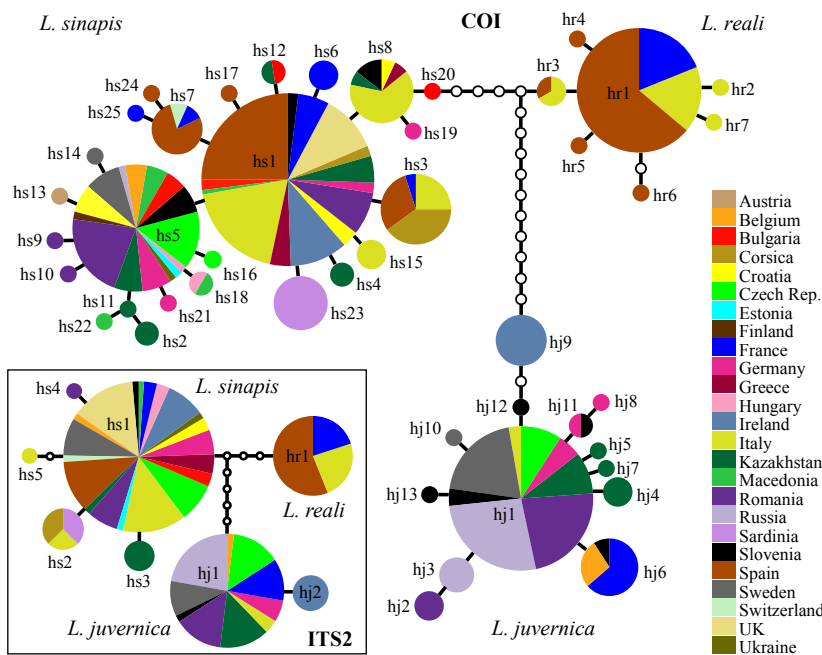 L. sinapis
COI
L. reali
hr4
hs12
hs6
hs8
hr3
hs17
hs24
hs7
hs20
hr1
hr2
hs25
hs19
hr7
hs14
hs1
hs3
hr5
hs13
hr6
hs5
hs9
hs15
hs16
hs10
hs4
hs18
hs11
hs21
hs23
hs22
hs2
hj9
hj12
hj11
hj8
hj10
hj5
hj7
hj13
hj4
hj1
hj3
hj6
hj2
L. juvernica
L. sinapis
hs4
hs1
hr1
hs5
L. reali
hs2
hs3
hj1
hj2
L. juvernica
ITS2
Austria
Belgium
Bulgaria
Corsica
Croatia
Czech Rep.
Estonia
Finland
France
Germany
Greece
Hungary
Ireland
Italy
Kazakhstan
Macedonia
Romania
Russia
Sardinia
Slovenia
Spain
Sweden
Switzerland
UK
Ukraine